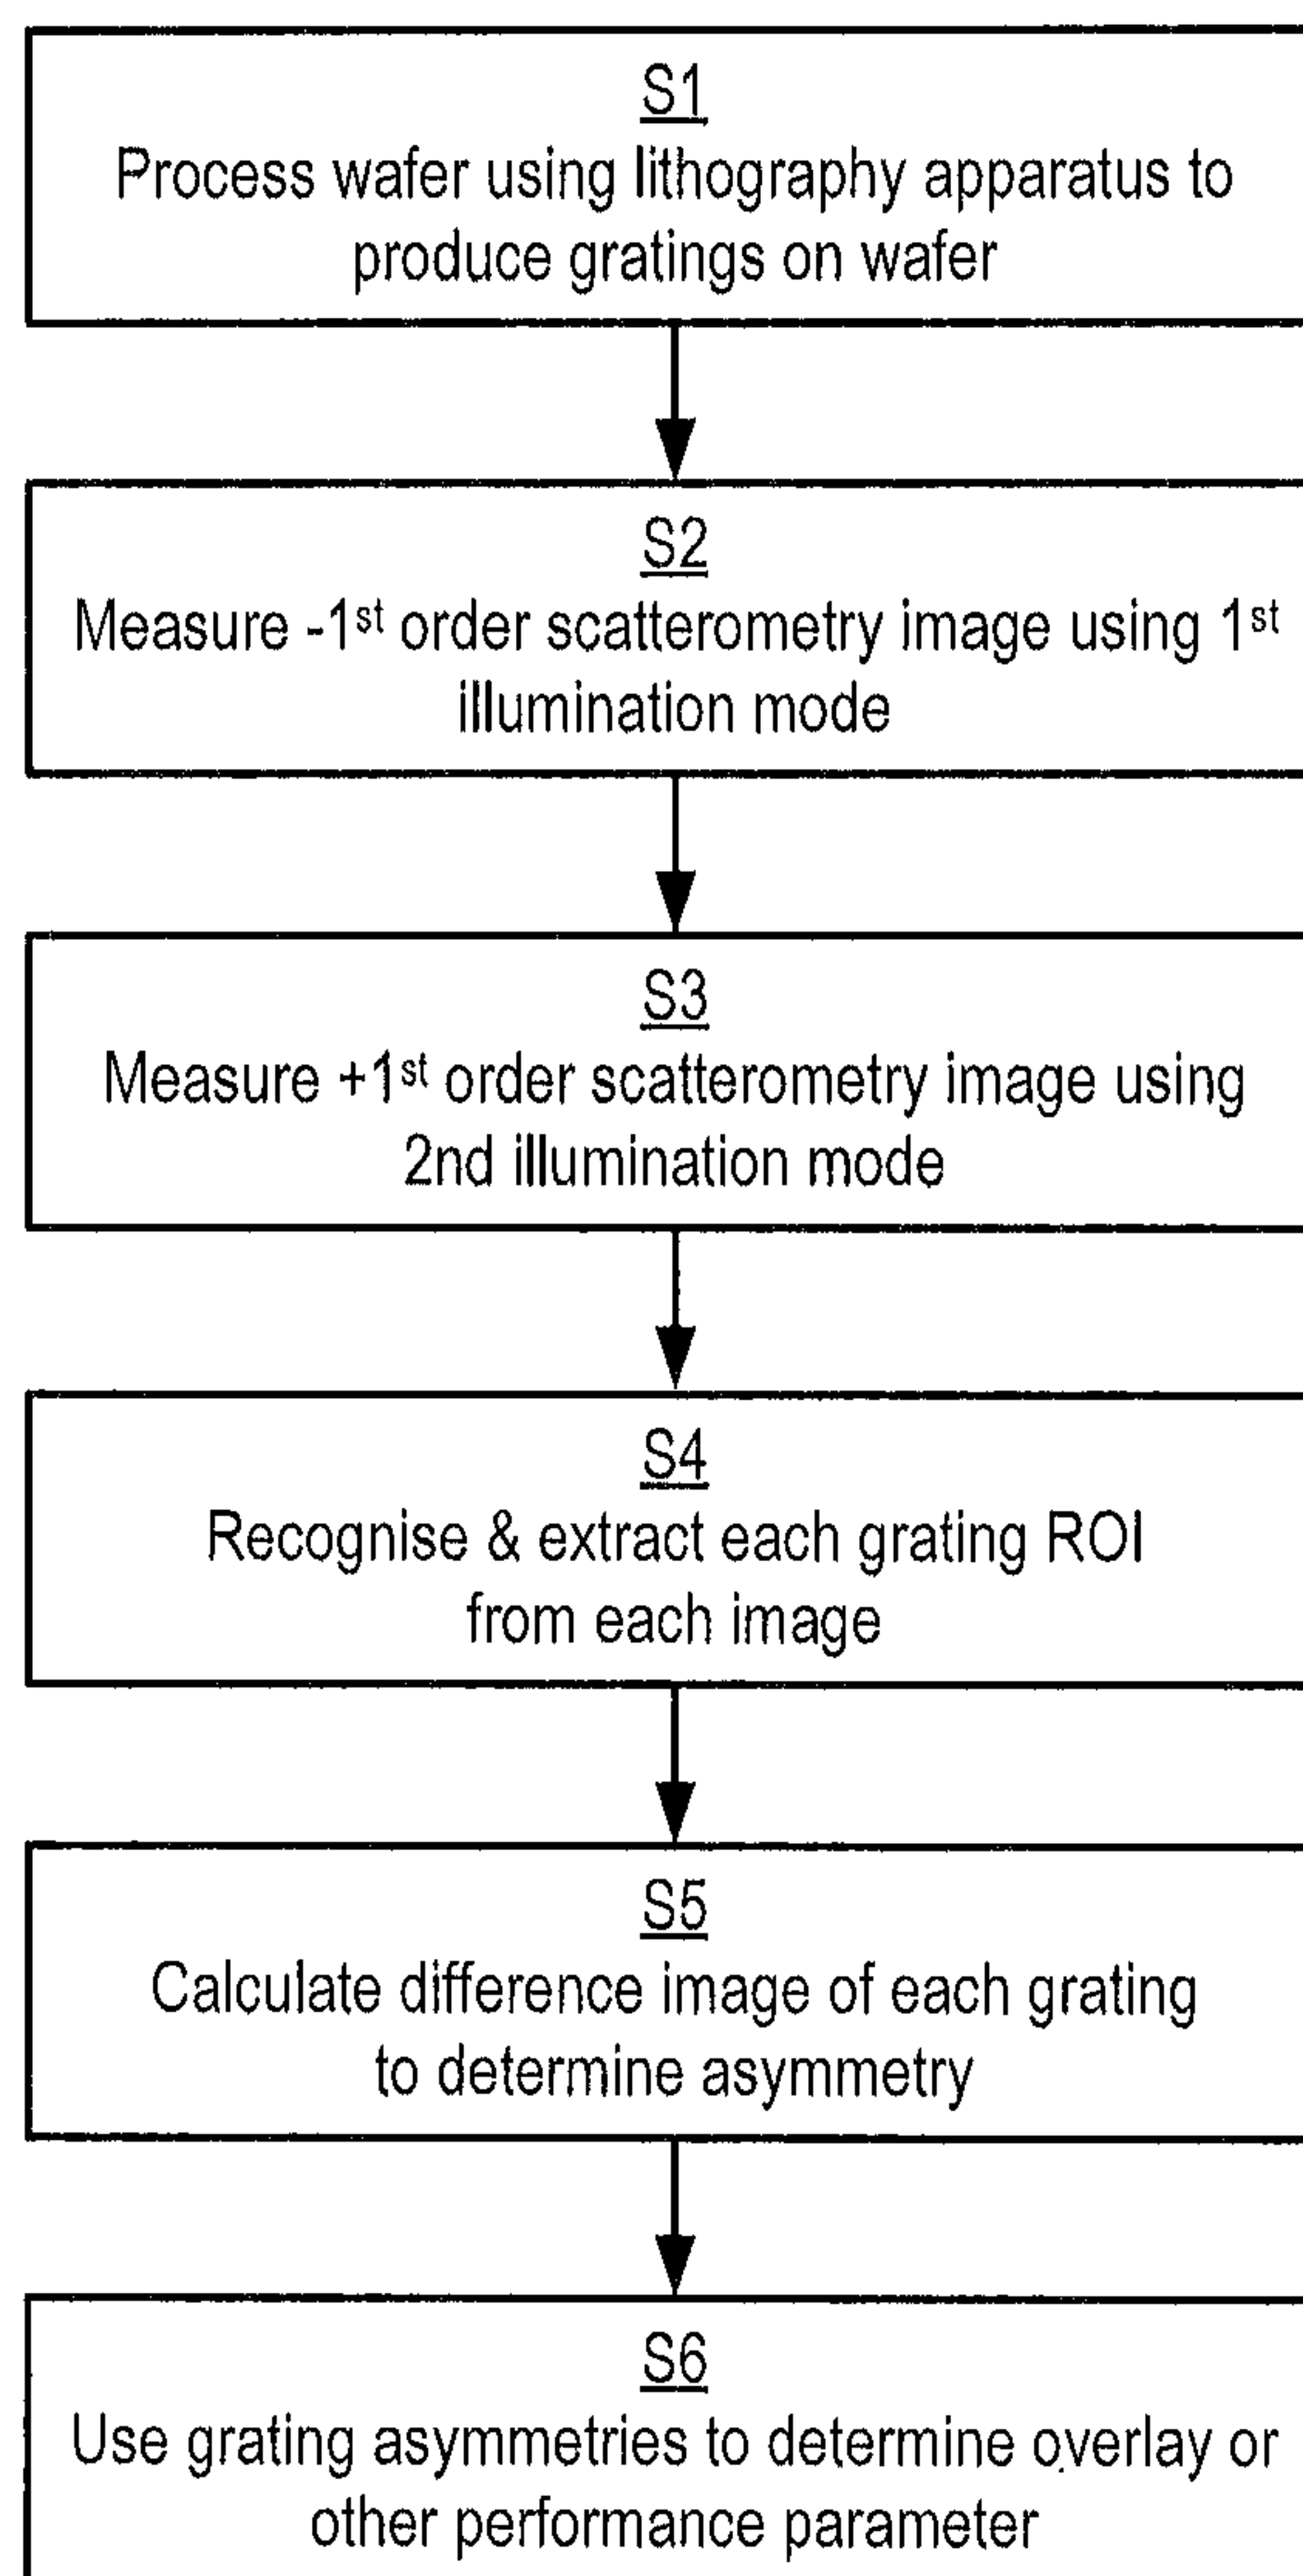 S1
Process wafer using lithography apparatus to
produce gratings on wafer
S2
Measure -1st order scatterometry image using 1st
illumination mode
S3
Measure +1st order scatterometry image using
2nd illumination mode
S4
Recognise & extract each grating ROI
from each image
S5
Calculate difference image of each grating
to determine asymmetry
S6
Use grating asymmetries to determine overlay or
other performance parameter